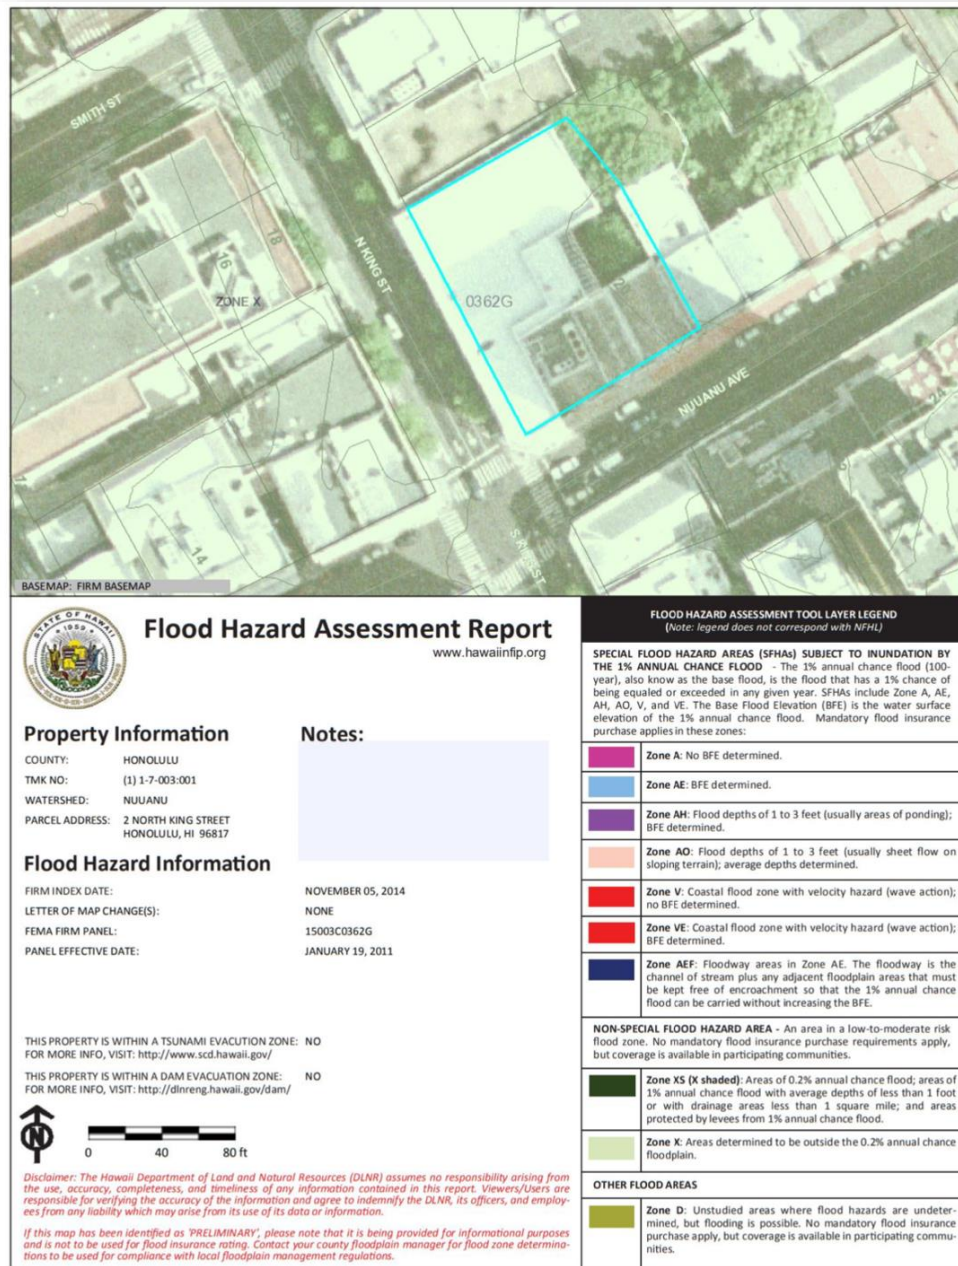 SMITH ST
N KING ST
18
16
ZONE X
0362G
NUUANU AVE
24
14
BASEMAP: FIRM BASEMAP
STATE OF HAWAII
1959
Flood Hazard Assessment Report
www.hawaiinfip.org
Property Information
COUNTY: HONOLULU
TMK NO: (1) 1-7-003:001
WATERSHED: NUUANU
PARCEL ADDRESS: 2 NORTH KING STREET
HONOLULU, HI 96817
Notes:
Flood Hazard Information
FIRM INDEX DATE: NOVEMBER 05, 2014
LETTER OF MAP CHANGE(S): NONE
FEMA FIRM PANEL: 15003C0362G
PANEL EFFECTIVE DATE: JANUARY 19, 2011
THIS PROPERTY IS WITHIN A TSUNAMI EVACUTION ZONE: NO
FOR MORE INFO, VISIT: http://www.scd.hawaii.gov/
THIS PROPERTY IS WITHIN A DAM EVACUATION ZONE: NO
FOR MORE INFO, VISIT: http://dlnreng.hawaii.gov/dam/
N
0 40 80 ft
Disclaimer: The Hawaii Department of Land and Natural Resources (DLNR) assumes no responsibility arising from
the use, accuracy, completeness, and timeliness of any information contained in this report. Viewers/Users are
responsible for verifying the accuracy of the information and agree to indemnify the DLNR, its officers, and employ-
ees from any liability which may arise from its use of its data or information.
If this map has been identified as 'PRELIMINARY', please note that it is being provided for informational purposes
and is not to be used for flood insurance rating. Contact your county floodplain manager for flood zone determina-
tions to be used for compliance with local floodplain management regulations.
FLOOD HAZARD ASSESSMENT TOOL LAYER LEGEND
(Note: legend does not correspond with NFHL)
SPECIAL FLOOD HAZARD AREAS (SFHAs) SUBJECT TO INUNDATION BY
THE 1% ANNUAL CHANCE FLOOD - The 1% annual chance flood (100-
year), also know as the base flood, is the flood that has a 1% chance of
being equaled or exceeded in any given year. SFHAs include Zone A, AE,
AH, AO, V, and VE. The Base Flood Elevation (BFE) is the water surface
elevation of the 1% annual chance flood. Mandatory flood insurance
purchase applies in these zones:
Zone A: No BFE determined.
Zone AE: BFE determined.
Zone AH: Flood depths of 1 to 3 feet (usually areas of ponding);
BFE determined.
Zone AO: Flood depths of 1 to 3 feet (usually sheet flow on
sloping terrain); average depths determined.
Zone V: Coastal flood zone with velocity hazard (wave action);
no BFE determined.
Zone VE: Coastal flood zone with velocity hazard (wave action);
BFE determined.
Zone AEF: Floodway areas in Zone AE. The floodway is the
channel of stream plus any adjacent floodplain areas that must
be kept free of encroachment so that the 1% annual chance
flood can be carried without increasing the BFE.
NON-SPECIAL FLOOD HAZARD AREA - An area in a low-to-moderate risk
flood zone. No mandatory flood insurance purchase requirements apply,
but coverage is available in participating communities.
Zone XS (X shaded): Areas of 0.2% annual chance flood; areas of
1% annual chance flood with average depths of less than 1 foot
or with drainage areas less than 1 square mile; and areas
protected by levees from 1% annual chance flood.
Zone X: Areas determined to be outside the 0.2% annual chance
floodplain.
OTHER FLOOD AREAS
Zone D: Unstudied areas where flood hazards are undeter-
mined, but flooding is possible. No mandatory flood insurance
purchase apply, but coverage is available in participating commu-
nities.